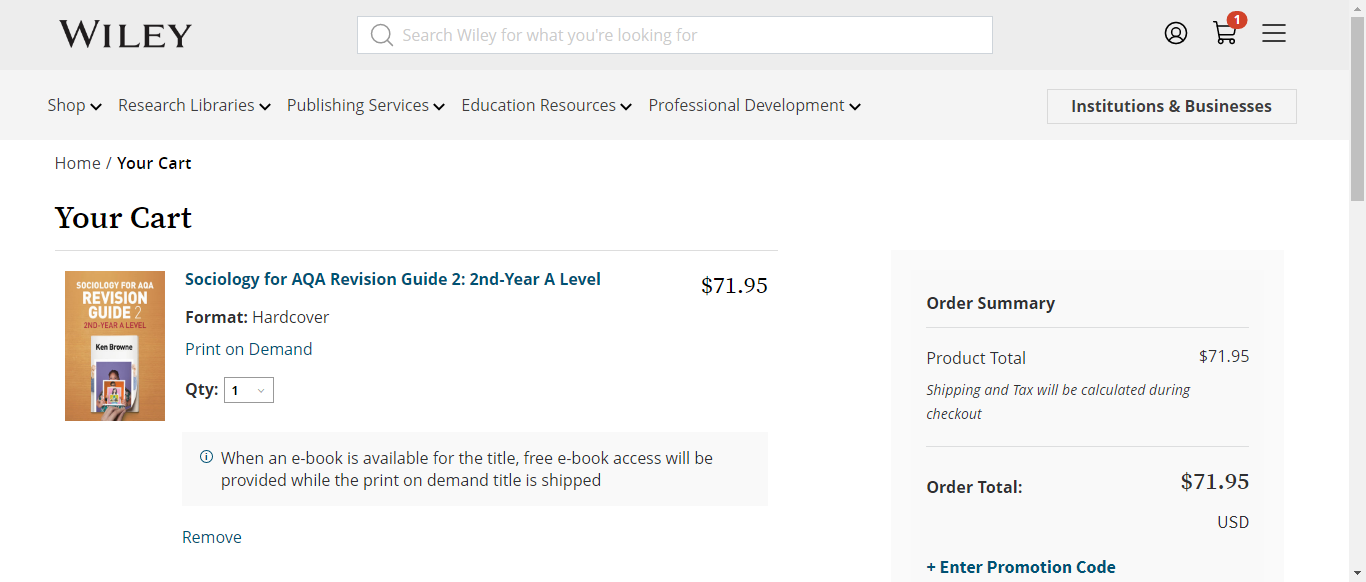 WILEY
Search Wiley for what you're looking for
1
Shop Research Libraries Publishing Services Education Resources Professional Development
Institutions & Businesses
Home / Your Cart
Your Cart
SOCIOLOGY FOR AQA
REVISION
GUIDE 2
2ND-YEAR A LEVEL
Ken Browne
Sociology for AQA Revision Guide 2: 2nd-Year A Level
$71.95
Format: Hardcover
Print on Demand
Qty: 1
When an e-book is available for the title, free e-book access will be
provided while the print on demand title is shipped
Remove
Order Summary
Product Total $71.95
Shipping and Tax will be calculated during
checkout
Order Total: $71.95
USD
+ Enter Promotion Code